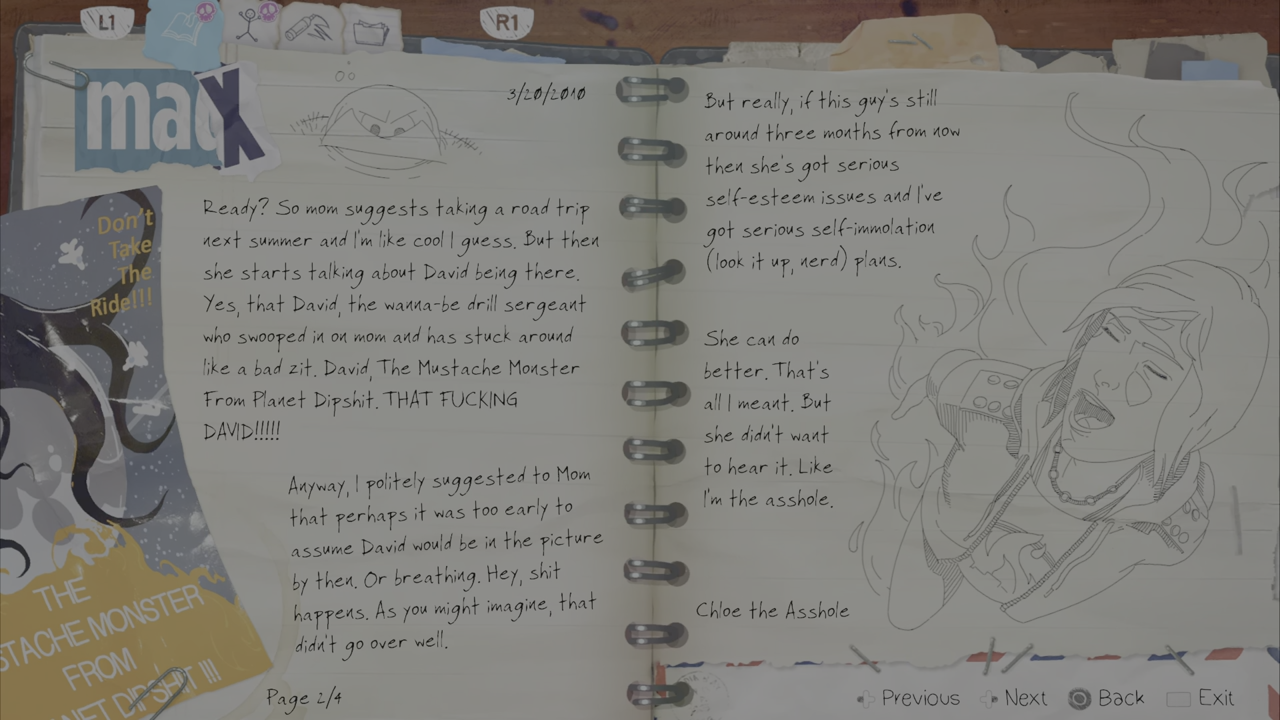 L1
R1
max
3/20/2010
Don't
Take
The
Ride!!!
Ready? So mom suggests taking a road trip
next summer and I'm like cool I guess. But then
she starts talking about David being there.
Yes, that David, the wanna-be drill sergeant
who swooped in on mom and has stuck around
like a bad zit. David, The Mustache Monster
From Planet Dipshit. THAT FUCKING
DAVID!!!!!
Anyway, I politely suggested to Mom
that perhaps it was too early to
assume David would be in the picture
by then. Or breathing. Hey, shit
happens. As you might imagine, that
didn't go over well.
THE
STACHE MONSTER
FROM
NET DIPSHIT !!!
Page 2/4
But really, if this guy's still
around three months from now
then she's got serious
self-esteem issues and I've
got serious self-immolation
(look it up, nerd) plans.
She can do
better. That's
all I meant. But
she didn't want
to hear it. Like
I'm the asshole.
Chloe the Asshole
Previous Next Back Exit